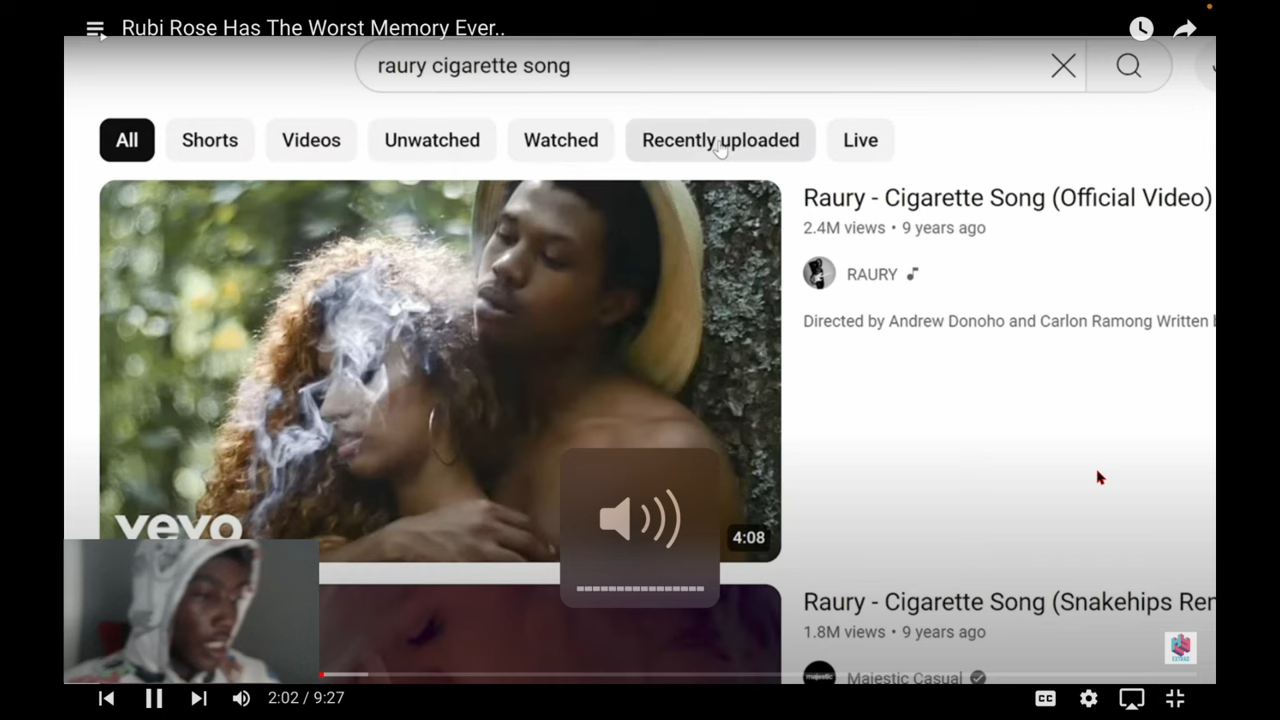 Rubi Rose Has The Worst Memory Ever..
raury cigarette song
All Shorts Videos Unwatched Watched Recently uploaded Live
Raury - Cigarette Song (Official Video)
2.4M views • 9 years ago
RAURY
Directed by Andrew Donoho and Carlon Ramong Written
vevo
4:08
Raury - Cigarette Song (Snakehips
1.8M views • 9 years ago
EXTRAS
majestic
Majestic Casual
2:02 / 9:27
CC